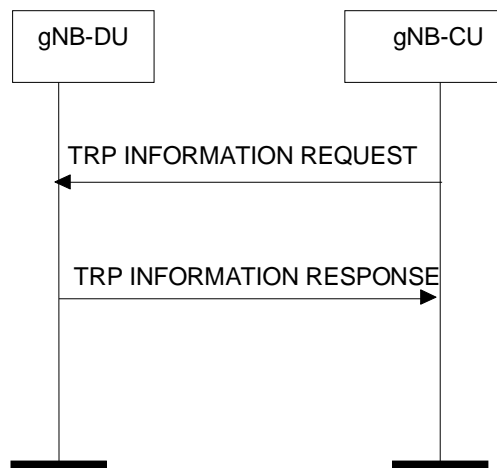 gNB-DU
gNB-CU
TRP INFORMATION REQUEST
TRP INFORMATION RESPONSE